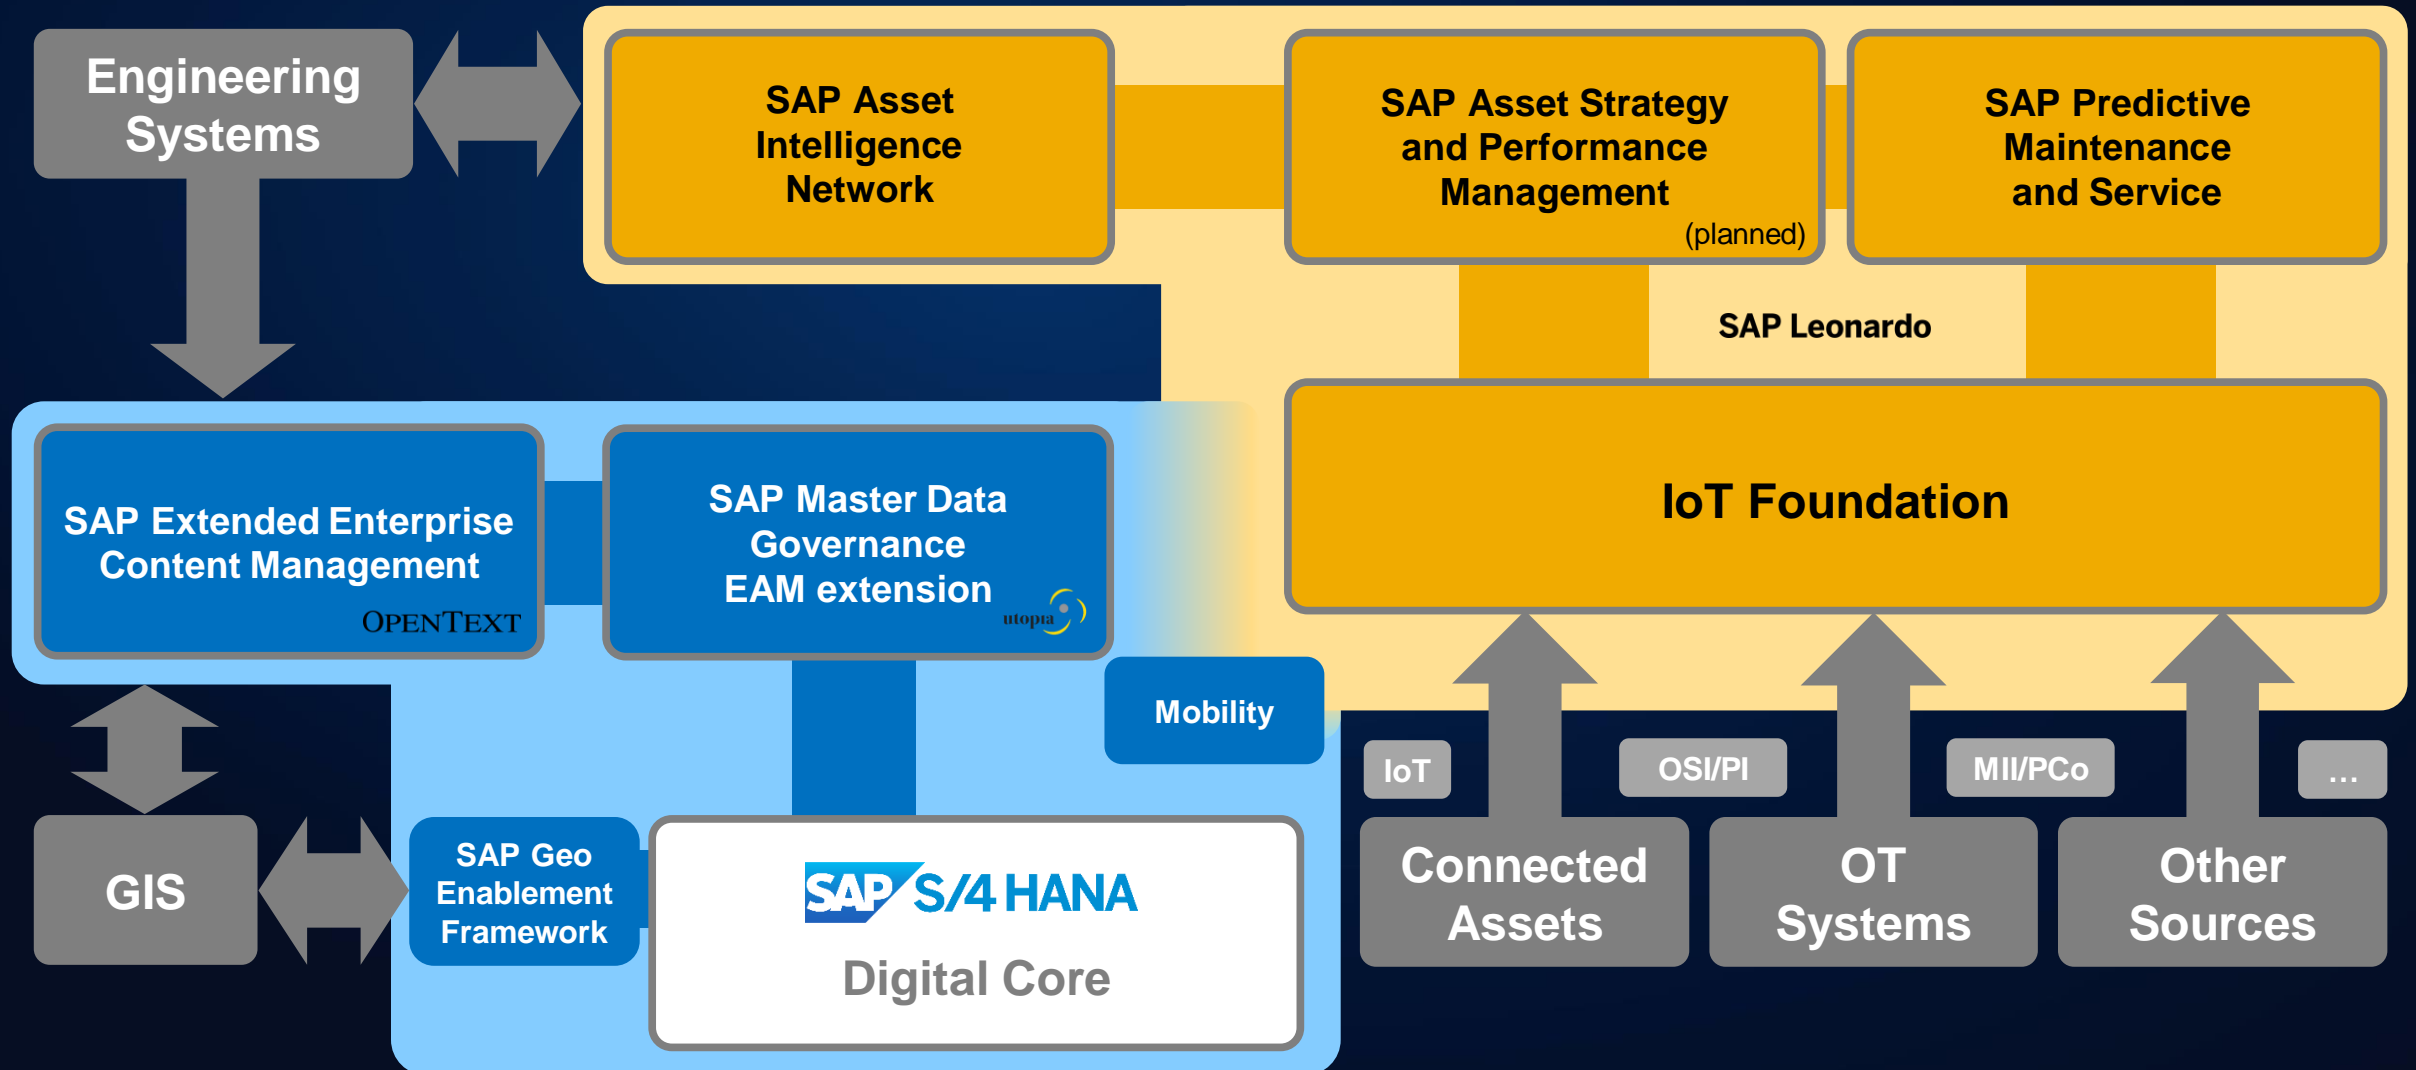 Engineering
Systems
SAP Asset
Intelligence
Network
SAP Asset Strategy
and Performance
Management
(planned)
SAP Predictive
Maintenance
and Service
SAP Leonardo
SAP Extended Enterprise
Content Management
OPENTEXT
SAP Master Data
Governance
EAM extension
utopia
IoT Foundation
Mobility
IoT
OSI/PI
MII/PCo
...
GIS
SAP Geo
Enablement
Framework
SAP S/4 HANA
Digital Core
Connected
Assets
OT
Systems
Other
Sources